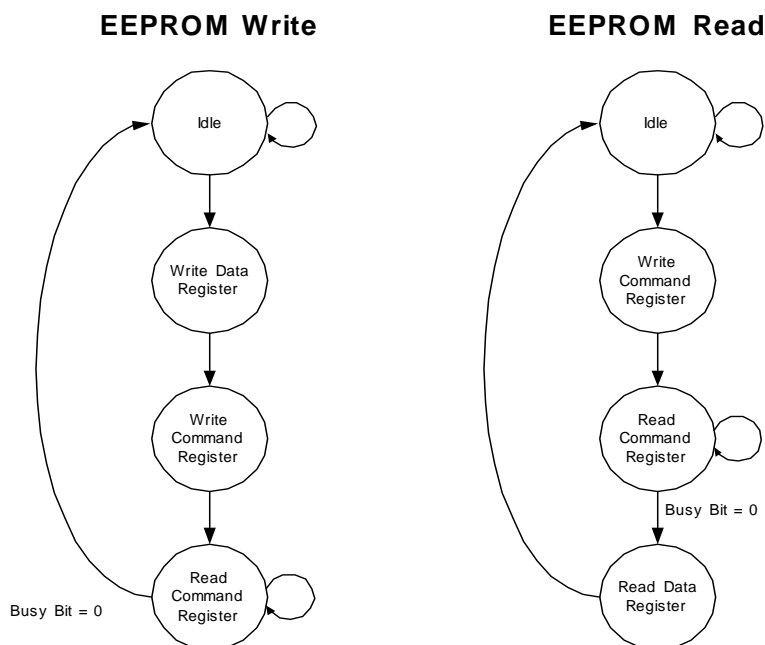 EEPROM Write
Idle
Write Data
Register
Write
Command
Register
Read
Command
Register
Busy Bit = 0
EEPROM Read
Idle
Write
Command
Register
Read
Command
Register
Busy Bit = 0
Read Data
Register